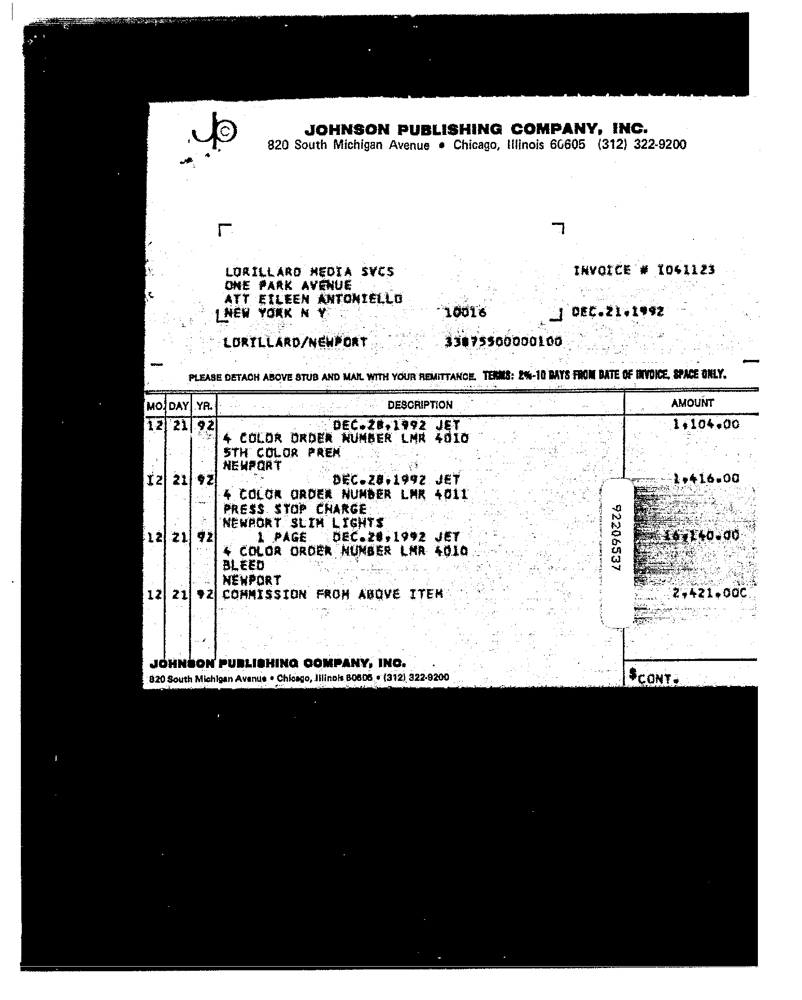 JOHNSON PUBLISHING COMPANY, INC.
820 South Michigan Avenue • Chicago, Illinois 60605 (312) 322-9200
LORILLARD MEDIA SVCS INVOICE # I041123
ONE PARK AVENUE
ATT EILEEN ANTONIELLO
NEW YORK N Y 10016 DEC.21,1992
LORILLARD/NEWPORT 33875500000100
PLEASE DETACH ABOVE STUB AND MAIL WITH YOUR REMITTANCE. TERMS: 2%-10 DAYS FROM DATE OF INVOICE, SPACE ONLY.
MO. DAY YR. DESCRIPTION AMOUNT
12 21 92 DEC.28,1992 JET 1,104.00
4 COLOR ORDER NUMBER LMR 4010
5TH COLOR PREM
NEWPORT
12 21 92 DEC.28,1992 JET 1,416.00
4 COLOR ORDER NUMBER LMR 4011
PRESS STOP CHARGE
NEWPORT SLIM LIGHTS
12 21 92 1 PAGE DEC.28,1992 JET 16,140.00
4 COLOR ORDER NUMBER LMR 4010
BLEED
NEWPORT
12 21 92 COMMISSION FROM ABOVE ITEM 2,421.00C
92206537
JOHNSON PUBLISHING COMPANY, INC.
820 South Michigan Avenue • Chicago, Illinois 60605 • (312) 322-9200 $CONT.